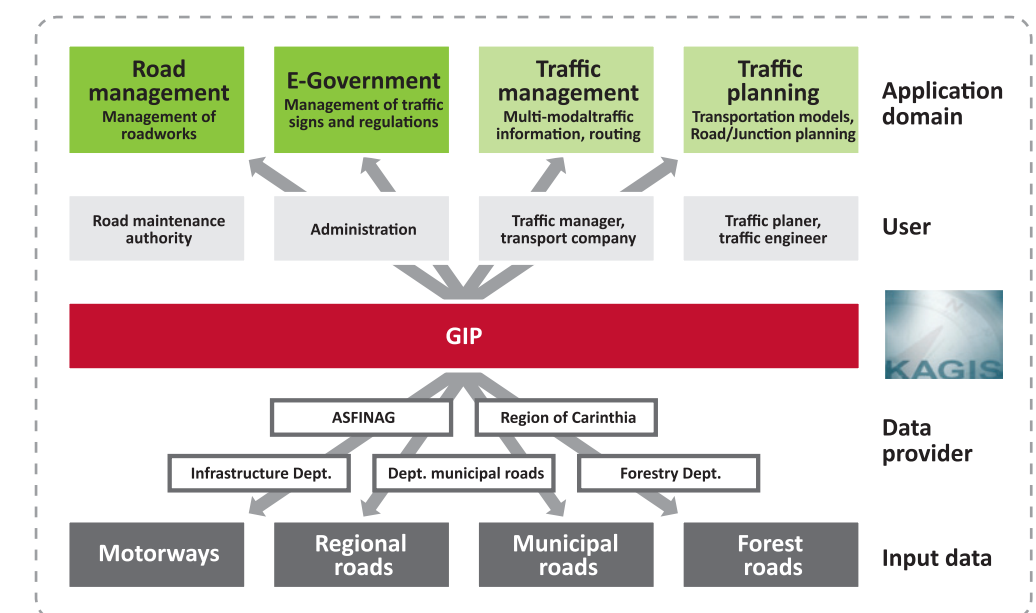 Road
management
Management of
roadworks
E-Government
Management of traffic
signs and regulations
Traffic
management
Multi-modaltraffic
information, routing
Traffic
planning
Transportation models,
Road/Junction planning
Application
domain
Road maintenance
authority
Administration
Traffic manager,
transport company
Traffic planer,
traffic engineer
User
GIP
N
KAGIS
ASFINAG
Region of Carinthia
Data
provider
Infrastructure Dept.
Dept. municipal roads
Forestry Dept.
Motorways
Regional
roads
Municipal
roads
Forest
roads
Input data